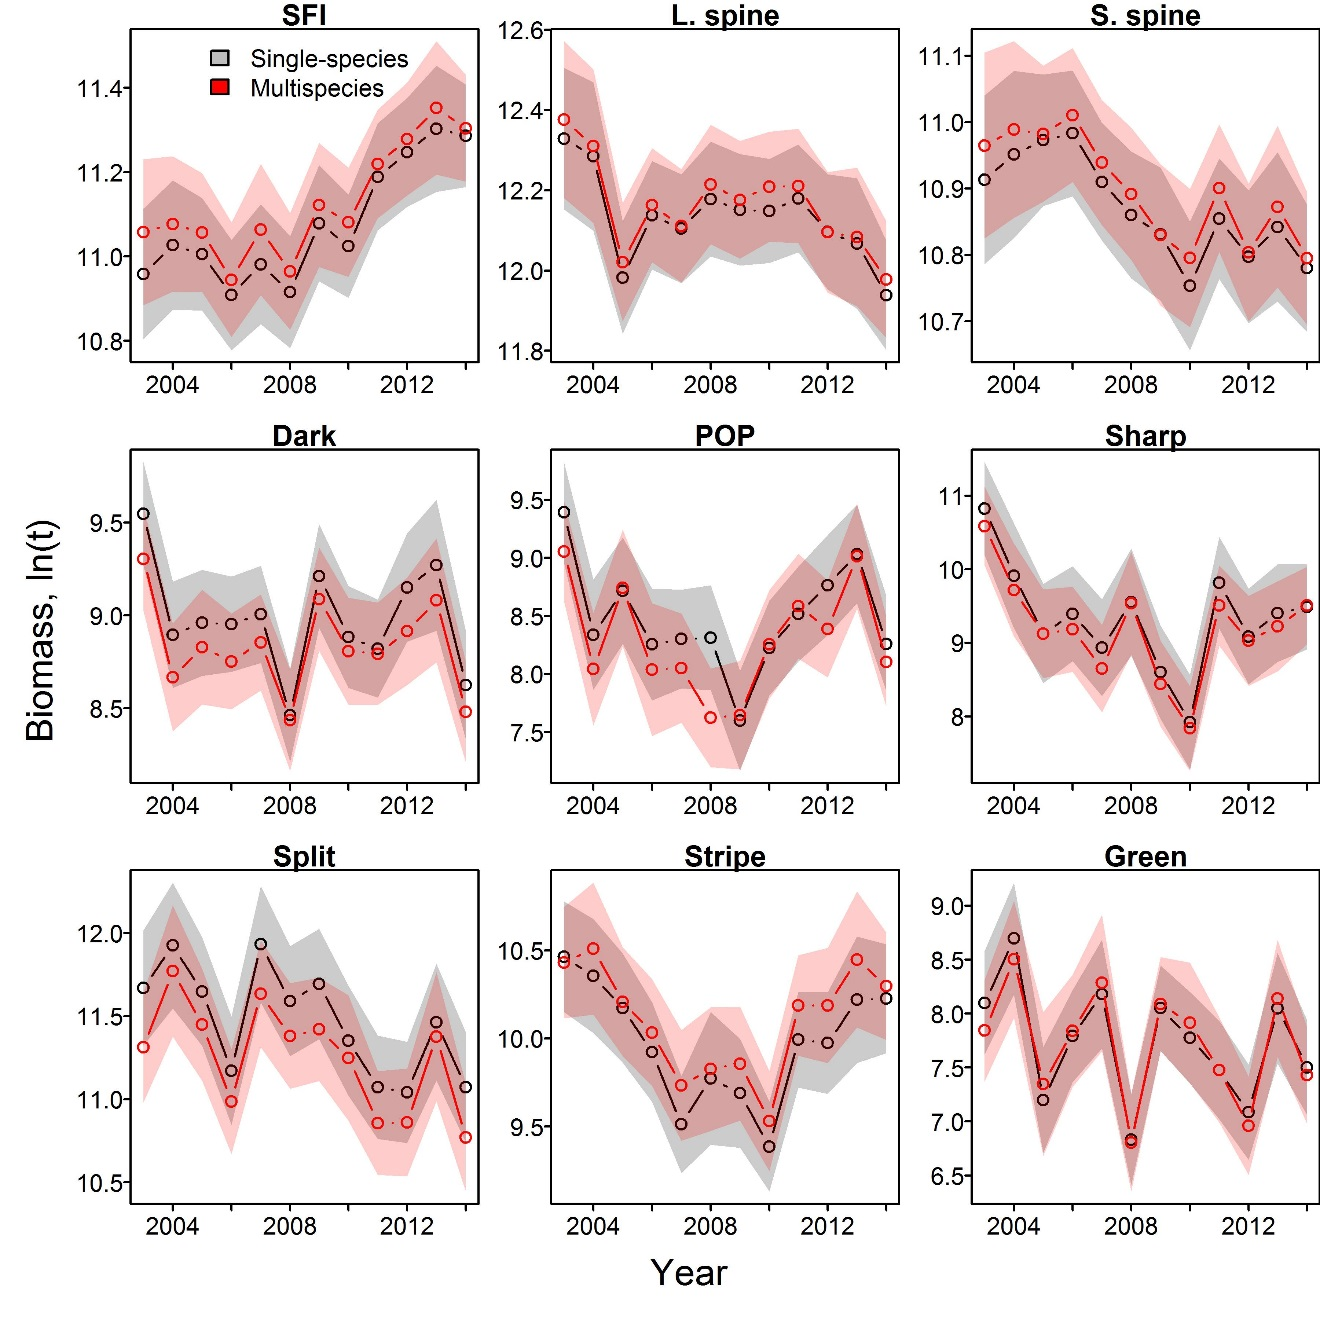 SFI
L. spine
S. spine
Single-species
Multispecies
11.4
11.2
11.0
10.8
12.6
12.4
12.2
12.0
11.8
11.1
11.0
10.9
10.8
10.7
2004 2008 2012
2004 2008 2012
2004 2008 2012
Dark
POP
Sharp
9.5
9.0
8.5
9.5
9.0
8.5
8.0
7.5
11
10
9
8
2004 2008 2012
2004 2008 2012
2004 2008 2012
Biomass, ln(t)
Split
Stripe
Green
12.0
11.5
11.0
10.5
10.5
10.0
9.5
9.0
8.5
8.0
7.5
7.0
6.5
2004 2008 2012
2004 2008 2012
2004 2008 2012
Year